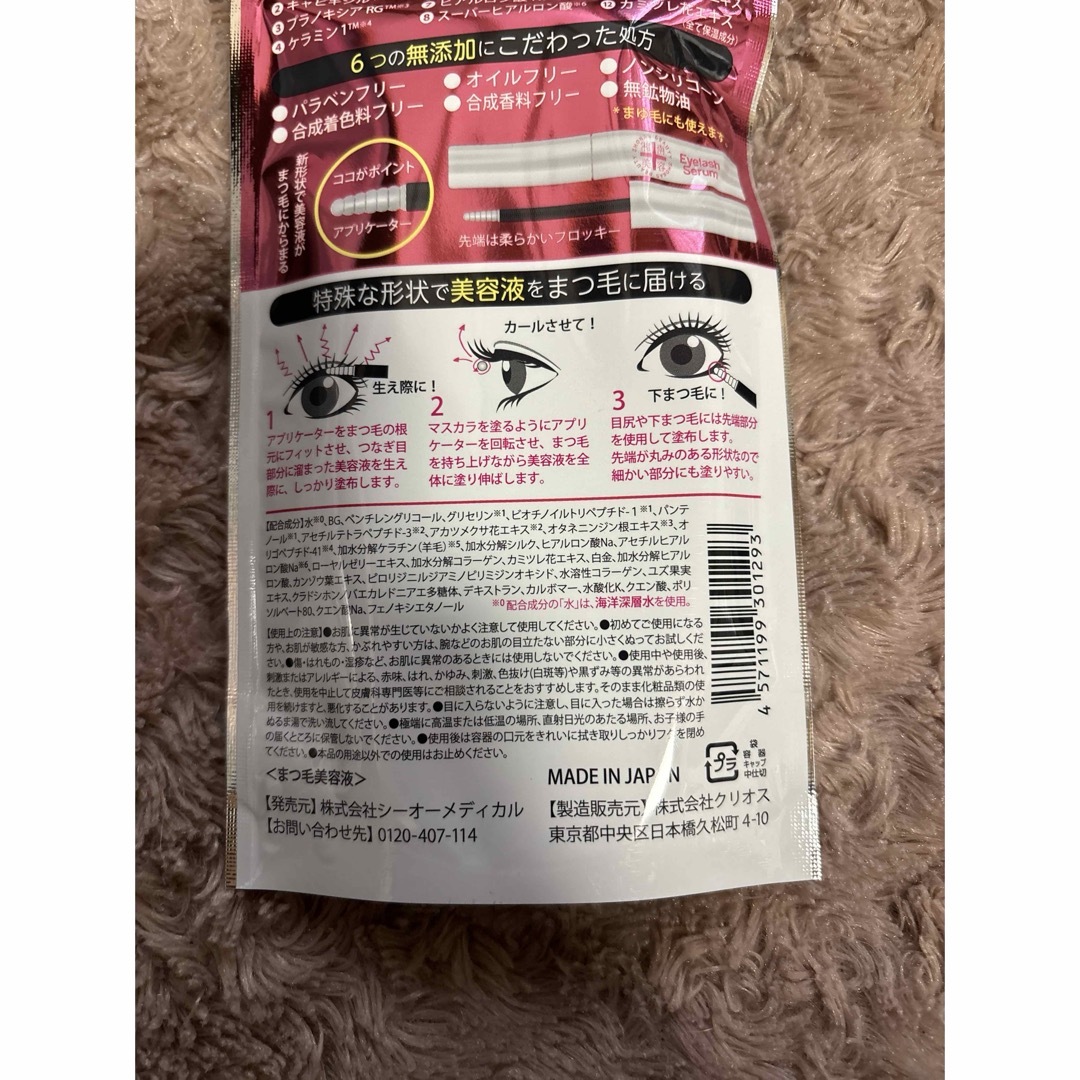 ③ プラノキシア RG™※3
④ ケラミン1™※4
⑧ スーパーヒアルロン酸※6
⑫ カミツレ花エキス
(全て保湿成分)
6つの無添加にこだわった処方
● パラベンフリー
● オイルフリー
● ノンシリコーン
● 合成着色料フリー
● 合成香料フリー
● 無鉱物油
*まゆ毛にも使えます。
新形状で美容液が
まつ毛にからまる
ココがポイント
アプリケーター
Eyelash
Serum
先端は柔らかいフロッキー
特殊な形状で美容液をまつ毛に届ける
生え際に!
カールさせて!
下まつ毛に!
1
アプリケーターをまつ毛の根
元にフィットさせ、つなぎ目
部分に溜まった美容液を生え
際に、しっかり塗布します。
2
マスカラを塗るようにアプリ
ケーターを回転させ、まつ毛
を持ち上げながら美容液を全
体に塗り伸ばします。
3
目尻や下まつ毛には先端部分
を使用して塗布します。
先端が丸みのある形状なので
細かい部分にも塗りやすい。
【配合成分】水※0、BG、ペンチレングリコール、グリセリン※1、ビオチノイルトリペプチド-1※1、パンテ
ノール※1、アセチルテトラペプチド-3※2、アカツメクサ花エキス※2、オタネニンジン根エキス※3、オ
リゴペプチド-41※4、加水分解ケラチン(羊毛)※5、加水分解シルク、ヒアルロン酸Na、アセチルヒアル
ロン酸Na※6、ローヤルゼリーエキス、加水分解コラーゲン、カミツレ花エキス、白金、加水分解ヒアル
ロン酸、カンゾウ葉エキス、ピロリジニルジアミノピリミジンオキシド、水溶性コラーゲン、ユズ果実
エキス、クラドシホンノバエカレドニアエ多糖体、デキストラン、カルボマー、水酸化K、クエン酸、ポリ
ソルベート80、クエン酸Na、フェノキシエタノール ※0 配合成分の「水」は、海洋深層水を使用。
【使用上の注意】●お肌に異常が生じていないかよく注意して使用してください。●初めてご使用になる
方や、お肌が敏感な方、かぶれやすい方は、腕などのお肌の目立たない部分に小さくぬってお試しくだ
さい。●傷・はれもの・湿疹など、お肌に異常のあるときには使用しないでください。●使用中や使用後、
刺激またはアレルギーによる、赤味、はれ、かゆみ、刺激、色抜け(白斑等)や黒ずみ等の異常があらわれ
たとき、使用を中止して皮膚科専門医等にご相談されることをおすすめします。そのまま化粧品類の使
用を続けますと、悪化することがあります。●目に入らないように注意し、目に入った場合は擦らず水か
ぬるま湯で洗い流してください。●極端に高温または低温の場所、直射日光のあたる場所、お子様の手
の届くところに保管しないでください。●使用後は容器の口元をきれいに拭き取りしっかりフタを閉め
てください。●本品の用途以外での使用はお止めください。
4 571199 301293
<まつ毛美容液>
MADE IN JAPAN
プラ
袋
容器
キャップ
中仕切
【発売元】株式会社シーオーメディカル
【お問い合わせ先】0120-407-114
【製造販売元】株式会社クリオス
東京都中央区日本橋久松町 4-10